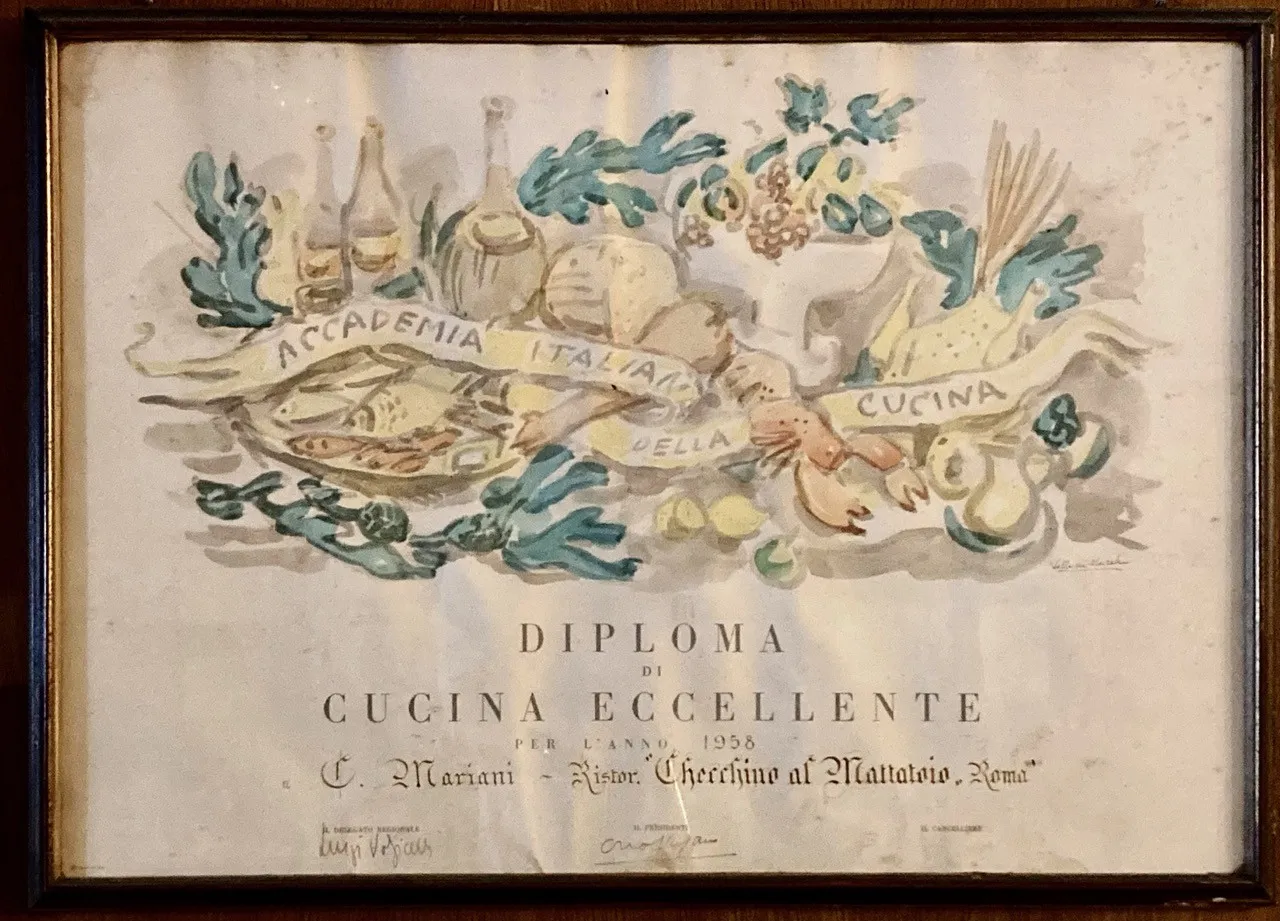 ACCADEMIA ITALIANA
DELLA
CUCINA
DIPLOMA
DI
CUCINA ECCELLENTE
PER L'ANNO 1958
a C. Mariani - Ristor. "Checchino al Mattatoio„ Roma"
IL DELEGATO REGIONALE
IL PRESIDENTE
IL CANCELLIERE
Luigi